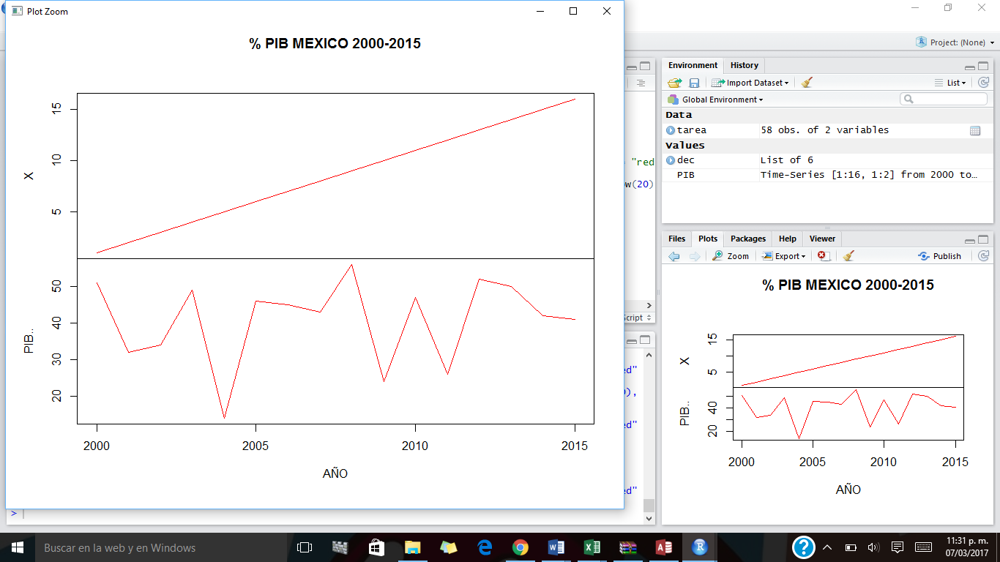 Plot Zoom
% PIB MEXICO 2000-2015
15
10
5
X
50
40
30
20
PIB..
2000 2005 2010 2015
AÑO
Project: (None)
"red
ow(20)
Script
ed"
),
ed"
ed"
>
Environment History
Import Dataset List
Global Environment
Data
tarea 58 obs. of 2 variables
Values
dec List of 6
PIB Time-Series [1:16, 1:2] from 2000 to…
Files Plots Packages Help Viewer
Zoom Export Publish
% PIB MEXICO 2000-2015
15
5
X
40
20
PIB..
2000 2005 2010 2015
AÑO
Buscar en la web y en Windows
11:31 p. m.
07/03/2017